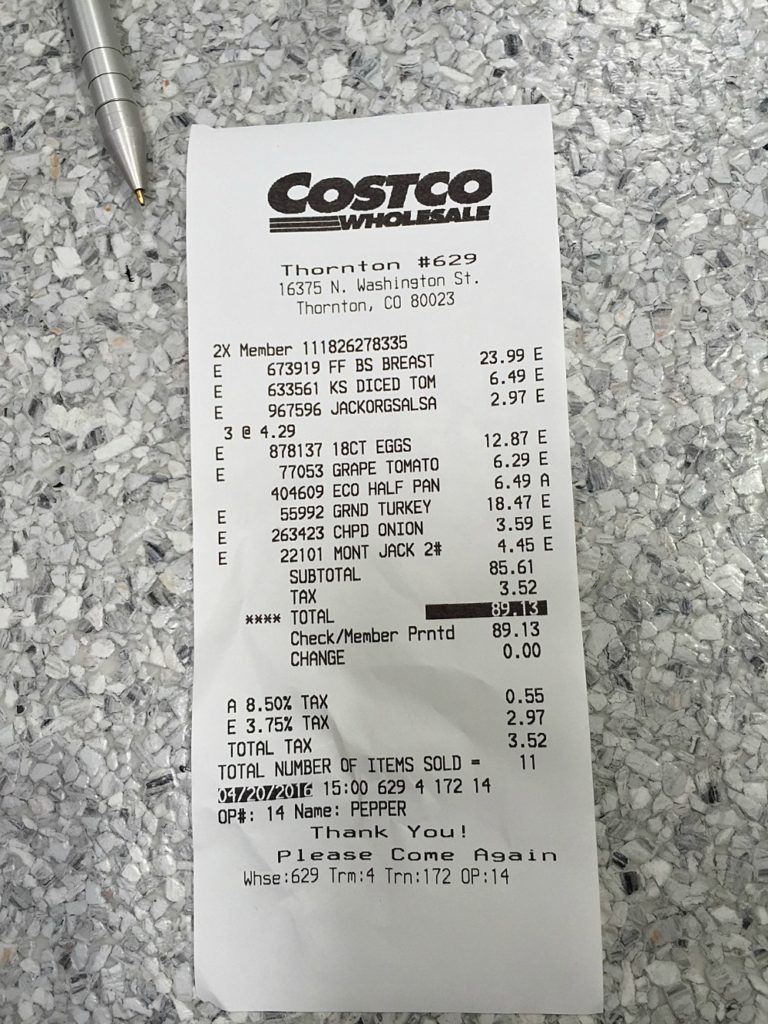 COSTCO
WHOLESALE
Thornton #629
16375 N. Washington St.
Thornton, CO 80023
2X Member 111826278335
E 673919 FF BS BREAST 23.99 E
E 633561 KS DICED TOM 6.49 E
E 967596 JACKORGSALSA 2.97 E
3 @ 4.29
E 878137 18CT EGGS 12.87 E
E 77053 GRAPE TOMATO 6.29 E
404609 ECO HALF PAN 6.49 A
E 55992 GRND TURKEY 18.47 E
E 263423 CHPD ONION 3.59 E
E 22101 MONT JACK 2# 4.45 E
SUBTOTAL 85.61
TAX 3.52
**** TOTAL 89.13
Check/Member Prntd 89.13
CHANGE 0.00
A 8.50% TAX 0.55
E 3.75% TAX 2.97
TOTAL TAX 3.52
TOTAL NUMBER OF ITEMS SOLD = 11
04/20/2016 15:00 629 4 172 14
OP#: 14 Name: PEPPER
Thank You!
Please Come Again
Whse:629 Trm:4 Trn:172 OP:14